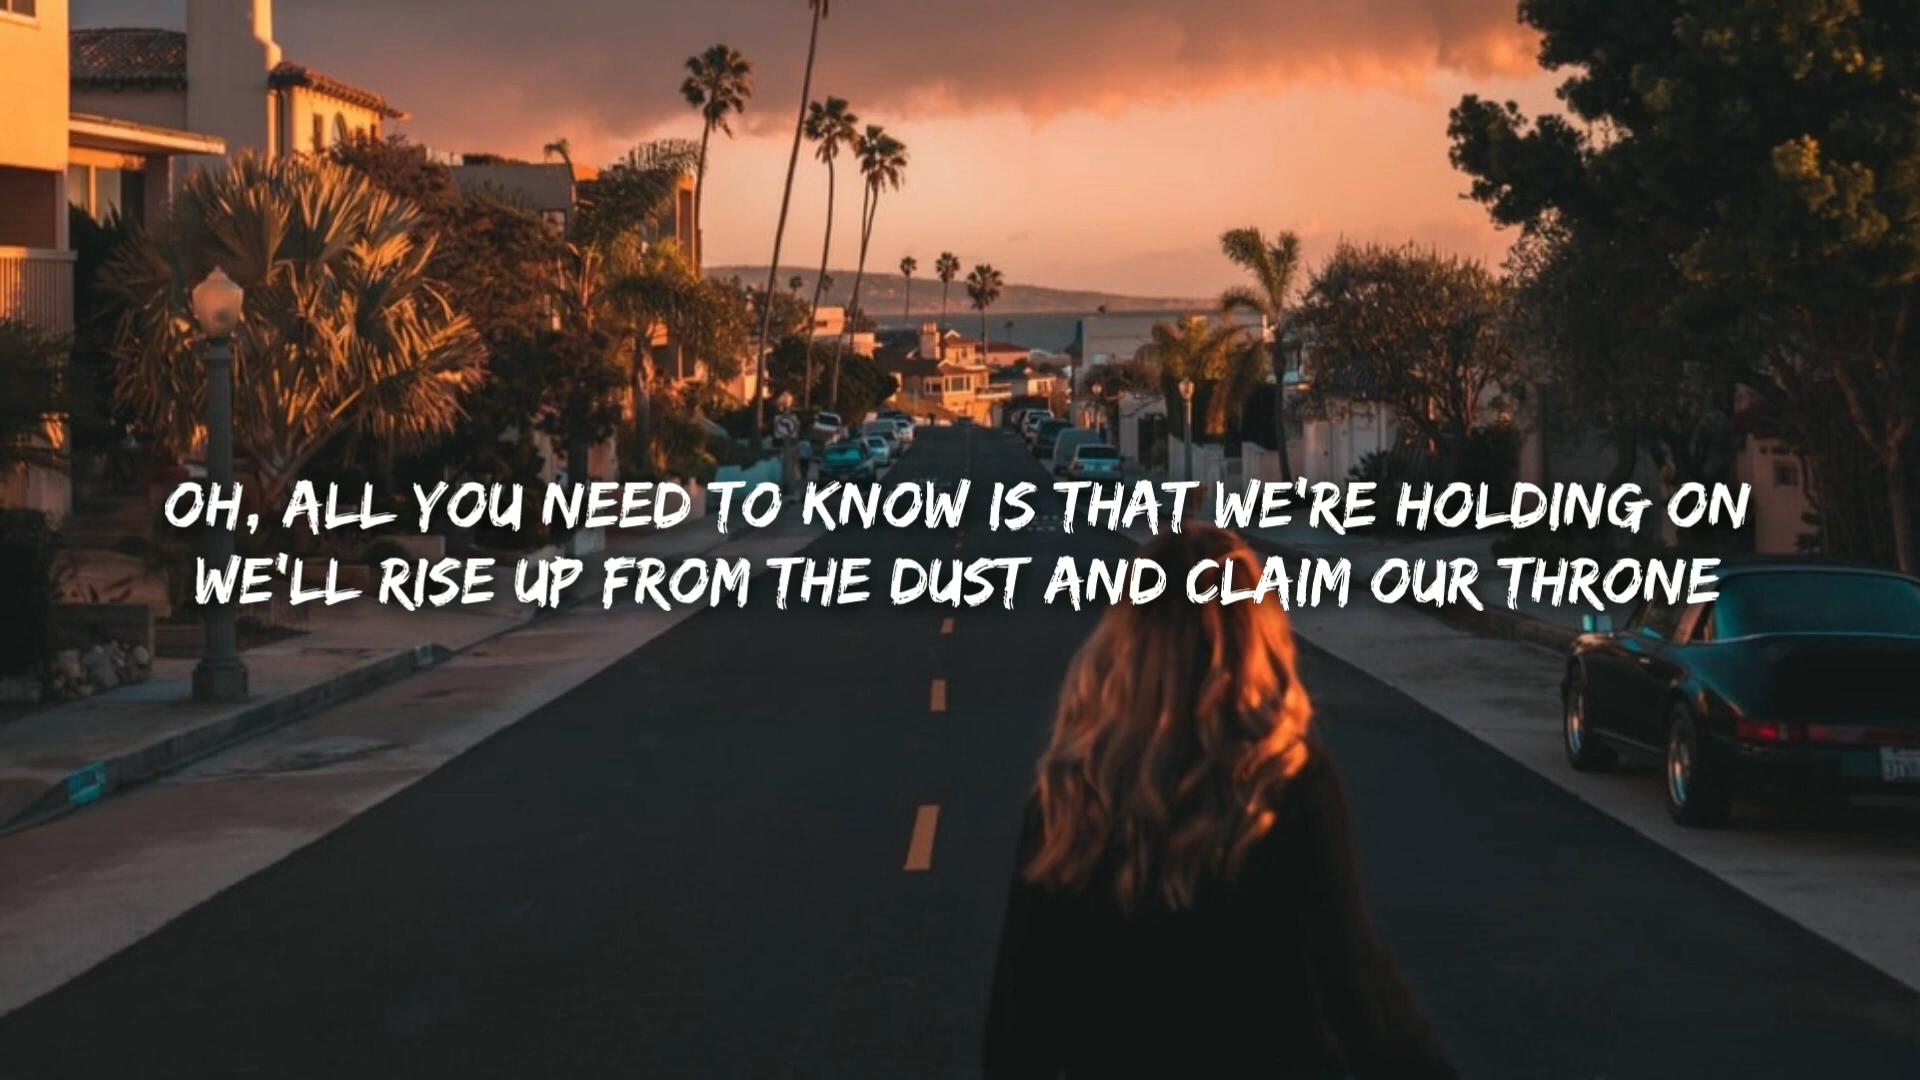 OH, ALL YOU NEED TO KNOW IS THAT WE'RE HOLDING ON
WE'LL RISE UP FROM THE DUST AND CLAIM OUR THRONE